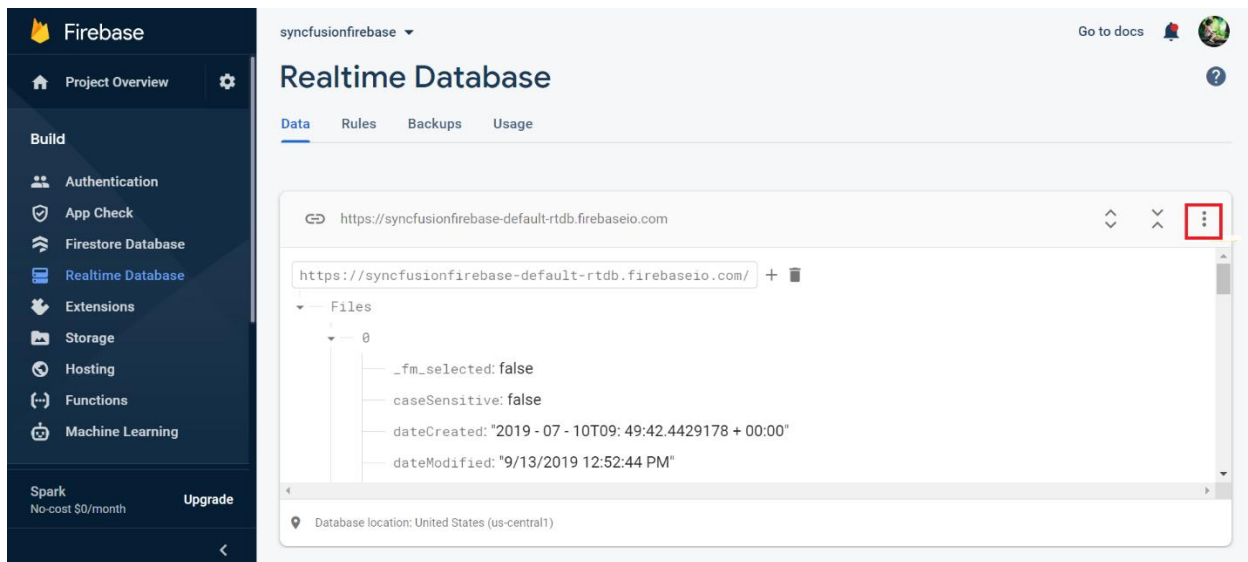 Firebase
Project Overview
Build
Authentication
App Check
Firestore Database
Realtime Database
Extensions
Storage
Hosting
Functions
Machine Learning
Spark
No-cost $0/month
Upgrade
syncfusionfirebase
Go to docs
Realtime Database
Data Rules Backups Usage
https://syncfusionfirebase-default-rtdb.firebaseio.com
https://syncfusionfirebase-default-rtdb.firebaseio.com/
Files
0
_fm_selected: false
caseSensitive: false
dateCreated: "2019 - 07 - 10T09: 49:42.4429178 + 00:00"
dateModified: "9/13/2019 12:52:44 PM"
Database location: United States (us-central1)